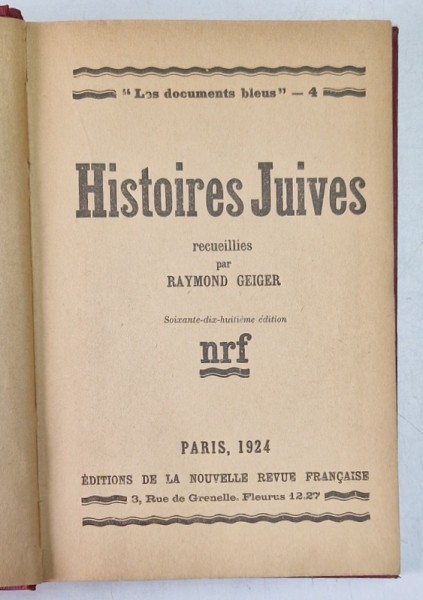 "Les documents bleus" — 4
Histoires Juives
recueillies
par
RAYMOND GEIGER
Soixante-dix-huitième édition
nrf
PARIS, 1924
ÉDITIONS DE LA NOUVELLE REVUE FRANÇAISE
3, Rue de Grenelle. Fleurus 12.27